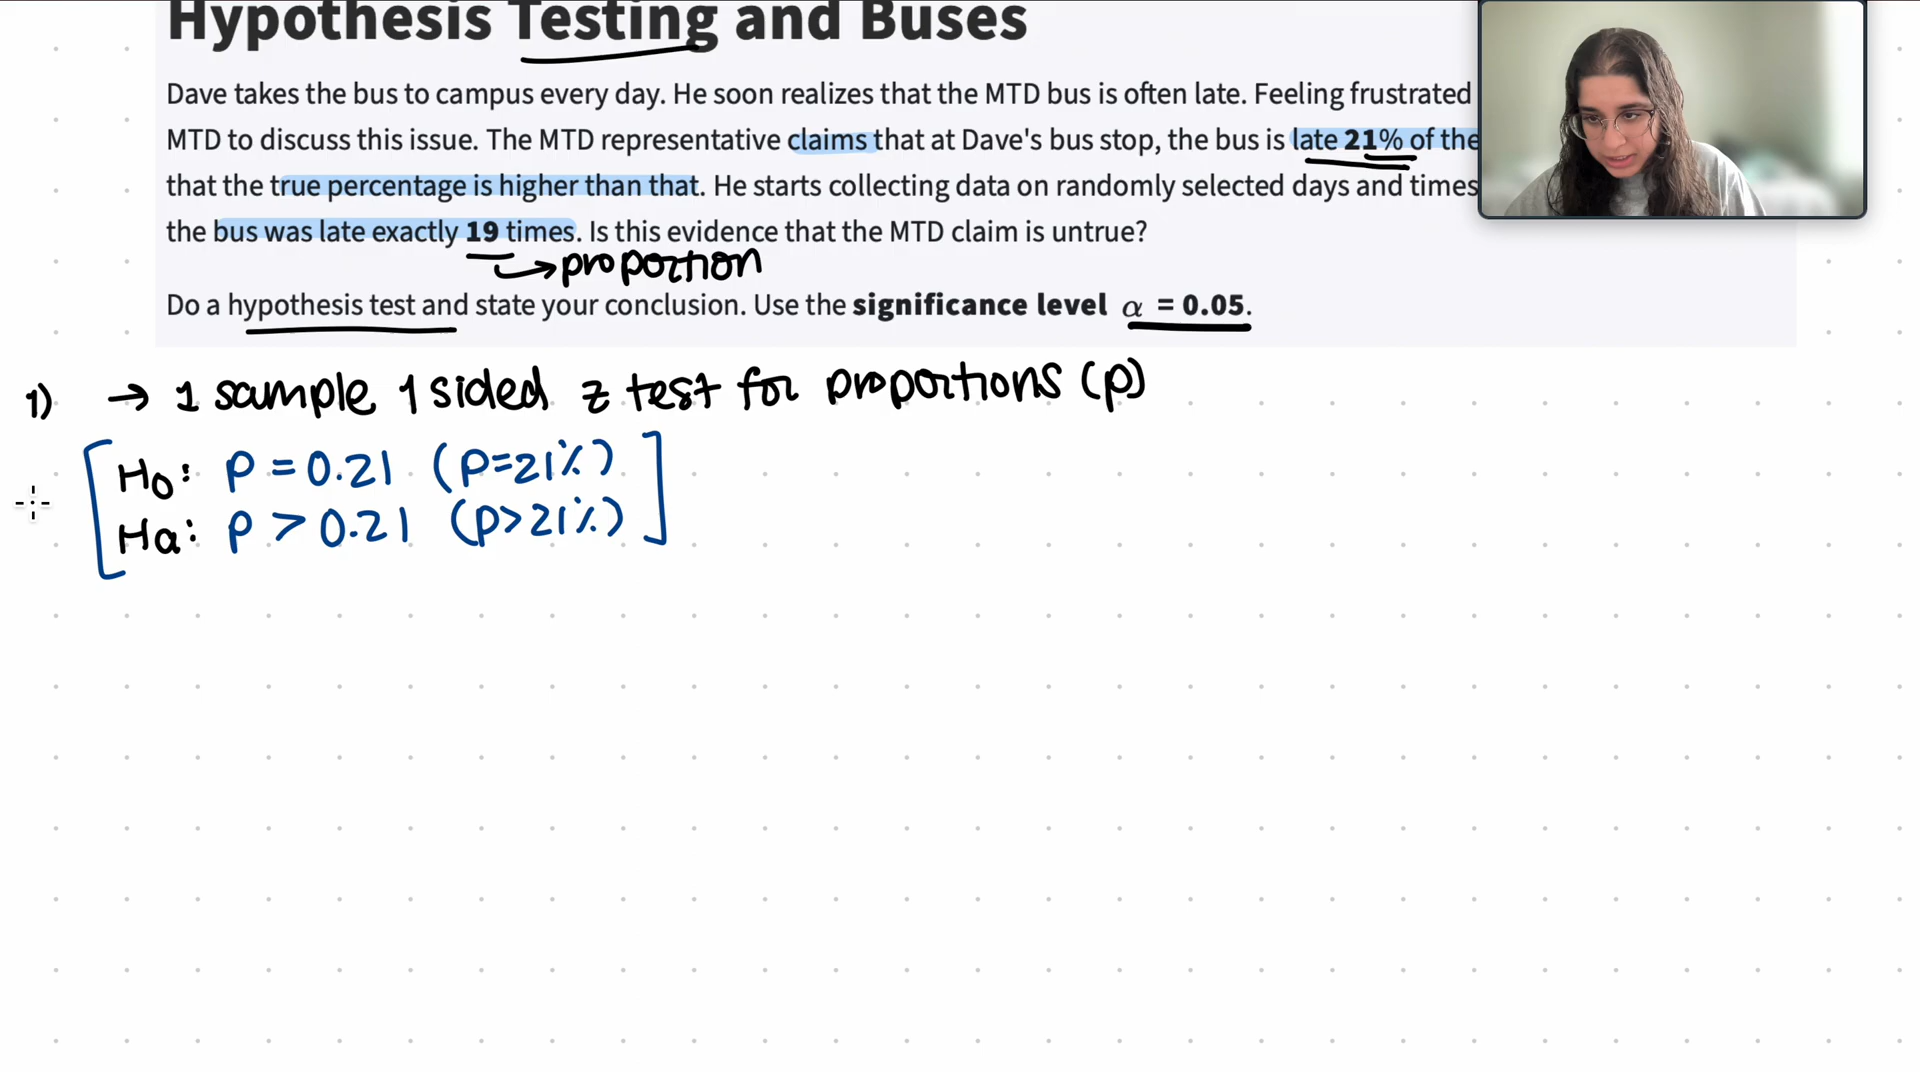 Hypothesis Testing and Buses
Dave takes the bus to campus every day. He soon realizes that the MTD bus is often late. Feeling frustrated
MTD to discuss this issue. The MTD representative claims that at Dave's bus stop, the bus is late 21% of the
that the true percentage is higher than that. He starts collecting data on randomly selected days and times
the bus was late exactly 19 times. Is this evidence that the MTD claim is untrue?
→ proportion
Do a hypothesis test and state your conclusion. Use the significance level α = 0.05.
1) → 1 sample 1 sided z test for proportions (p)
Ho: p = 0.21 (p=21%)
Ha: p > 0.21 (p>21%)